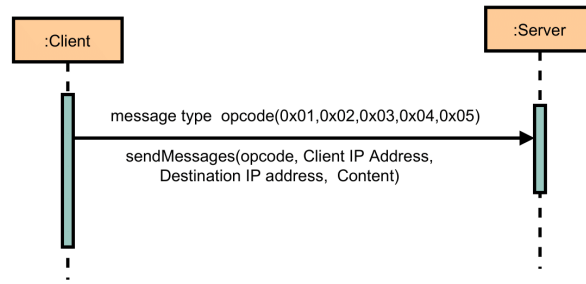 :Client
:Server
message type opcode(0x01,0x02,0x03,0x04,0x05)
sendMessages(opcode, Client IP Address,
Destination IP address, Content)